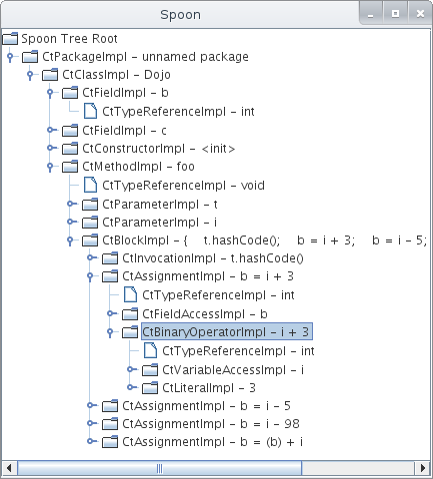 Spoon
Spoon Tree Root
CtPackageImpl – unnamed package
CtClassImpl – Dojo
CtFieldImpl – b
CtTypeReferenceImpl – int
CtFieldImpl – c
CtConstructorImpl – <init>
CtMethodImpl – foo
CtTypeReferenceImpl – void
CtParameterImpl – t
CtParameterImpl – i
CtBlockImpl – {    t.hashCode();    b = i + 3;    b = i – 5;
CtInvocationImpl – t.hashCode()
CtAssignmentImpl – b = i + 3
CtTypeReferenceImpl – int
CtFieldAccessImpl – b
CtBinaryOperatorImpl – i + 3
CtTypeReferenceImpl – int
CtVariableAccessImpl – i
CtLiteralImpl – 3
CtAssignmentImpl – b = i – 5
CtAssignmentImpl – b = i – 98
CtAssignmentImpl – b = (b) + i